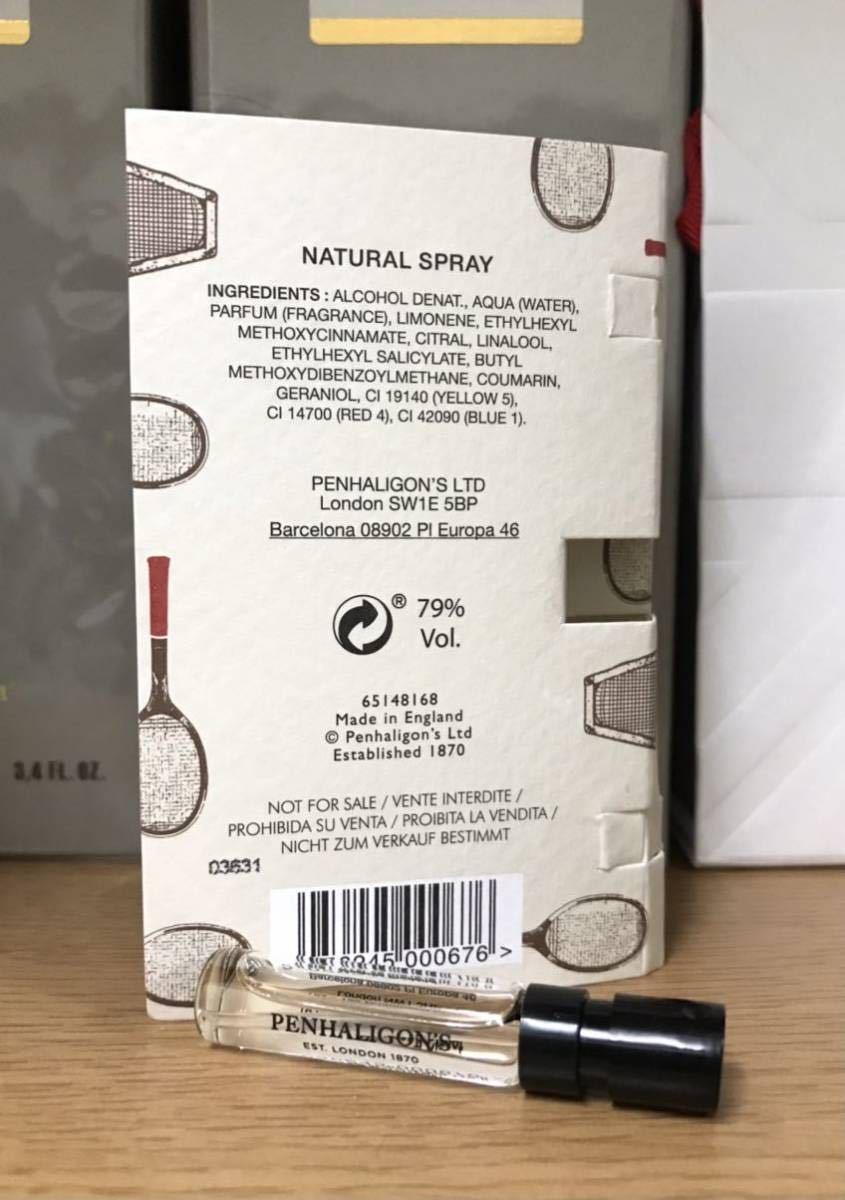 NATURAL SPRAY
INGREDIENTS : ALCOHOL DENAT., AQUA (WATER),
PARFUM (FRAGRANCE), LIMONENE, ETHYLHEXYL
METHOXYCINNAMATE, CITRAL, LINALOOL,
ETHYLHEXYL SALICYLATE, BUTYL
METHOXYDIBENZOYLMETHANE, COUMARIN,
GERANIOL, CI 19140 (YELLOW 5),
CI 14700 (RED 4), CI 42090 (BLUE 1).
PENHALIGON'S LTD
London SW1E 5BP
Barcelona 08902 Pl Europa 46
® 79%
Vol.
65148168
Made in England
© Penhaligon's Ltd
Established 1870
NOT FOR SALE / VENTE INTERDITE /
PROHIBIDA SU VENTA / PROIBITA LA VENDITA /
NICHT ZUM VERKAUF BESTIMMT
03631
000676 >
PENHALIGON'S
EST. LONDON 1870
3,4 FL. OZ.